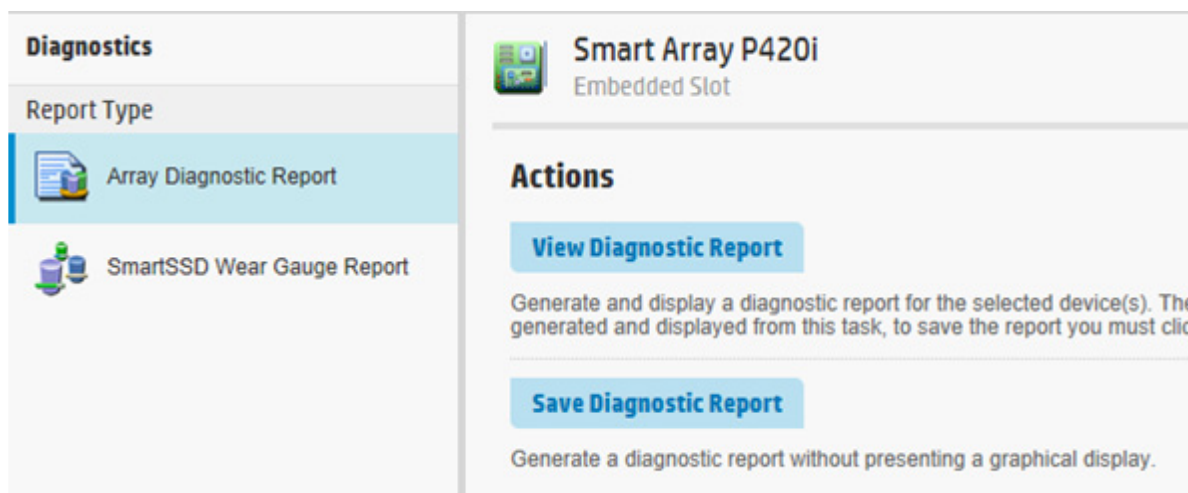 Diagnostics
Report Type
Array Diagnostic Report
SmartSSD Wear Gauge Report
Smart Array P420i
Embedded Slot
Actions
View Diagnostic Report
Generate and display a diagnostic report for the selected device(s). The
generated and displayed from this task, to save the report you must clic
Save Diagnostic Report
Generate a diagnostic report without presenting a graphical display.